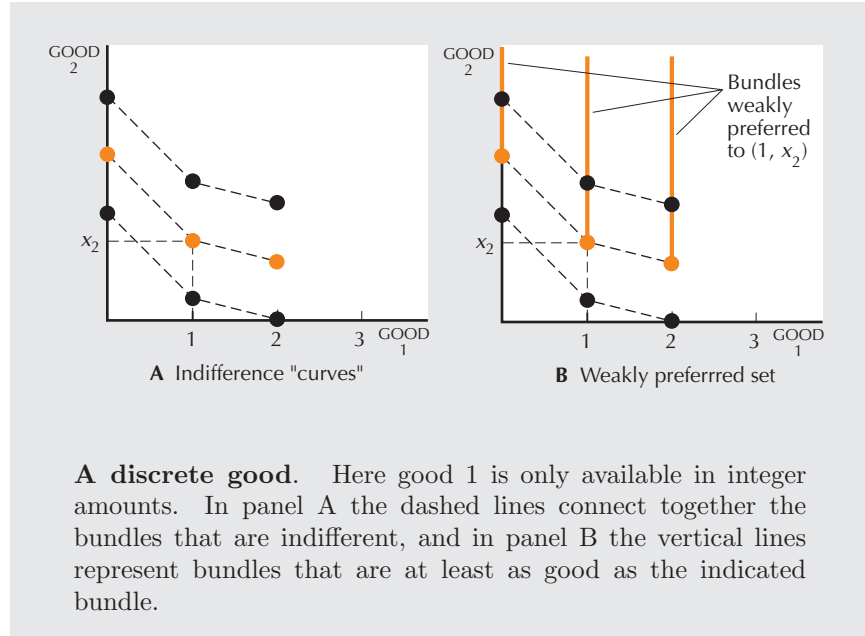 GOOD
2
x2
1
2
3
GOOD
1
A Indifference "curves"
GOOD
2
Bundles
weakly
preferred
to (1, x2)
x2
1
2
3
GOOD
1
B Weakly preferrred set
A discrete good. Here good 1 is only available in integer
amounts. In panel A the dashed lines connect together the
bundles that are indifferent, and in panel B the vertical lines
represent bundles that are at least as good as the indicated
bundle.